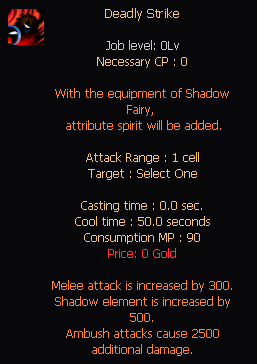 Deadly Strike
Job level: 0Lv
Necessary CP : 0
With the equipment of Shadow
Fairy,
attribute spirit will be added.
Attack Range : 1 cell
Target : Select One
Casting time : 0.0 sec.
Cool time : 50.0 seconds
Consumption MP : 90
Price: 0 Gold
Melee attack is increased by 300.
Shadow element is increased by
500.
Ambush attacks cause 2500
additional damage.